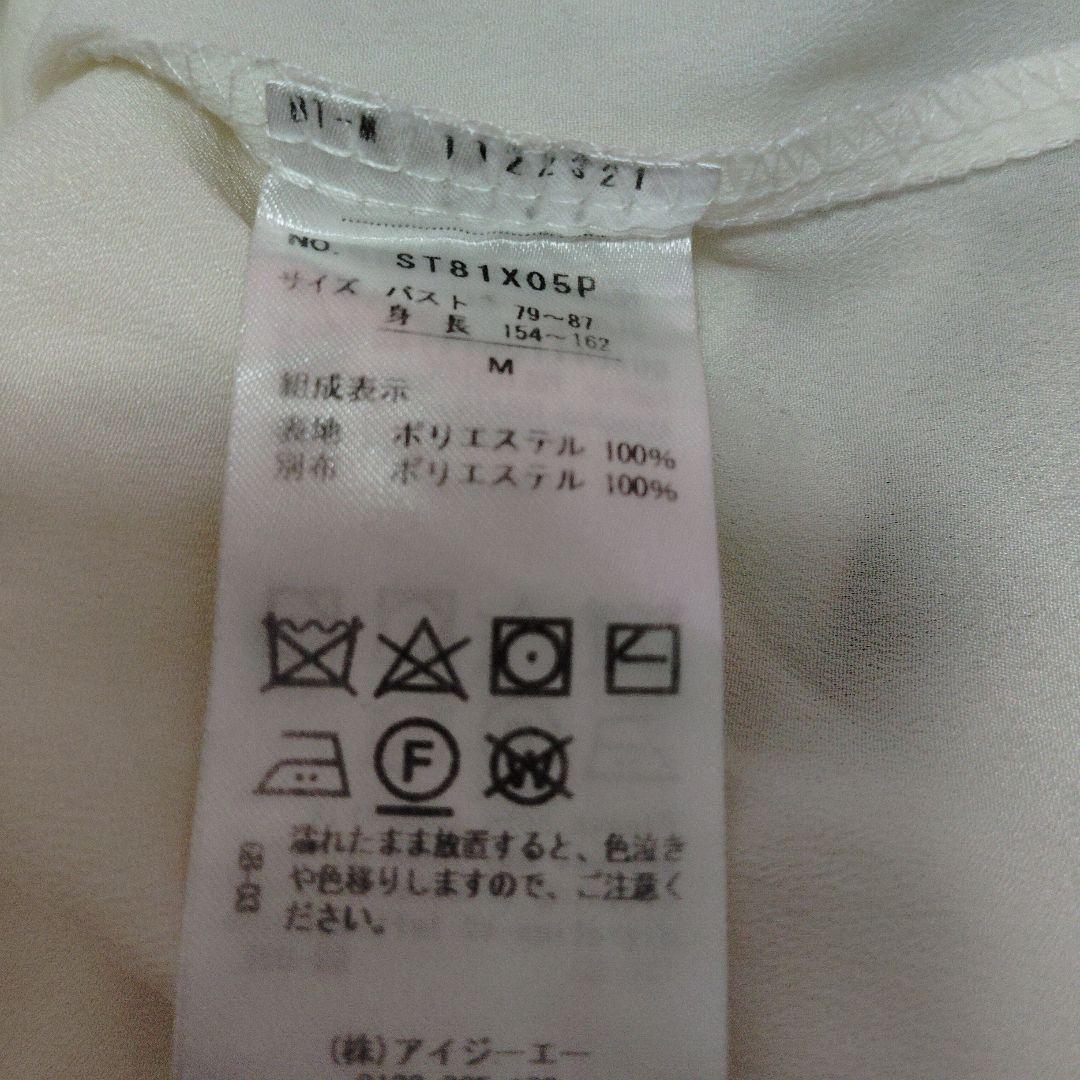 1122321
NO. ST81X05P
サイズ バスト 79～87
身長 154～162
M
組成表示
表地 ポリエステル 100%
別布 ポリエステル 100%
F
W
濡れたまま放置すると、色泣き
や色移りしますので、ご注意く
ださい。
(株)アイジーエー